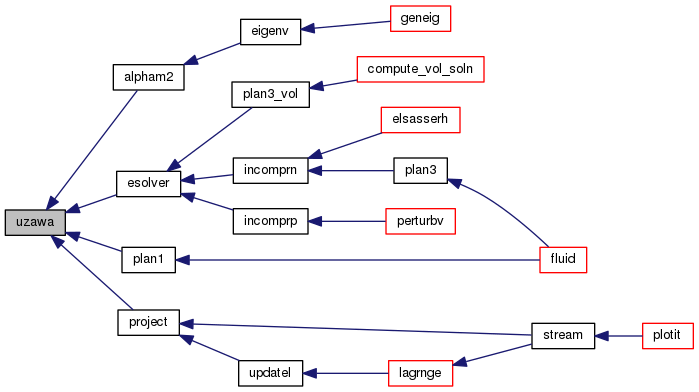 geneig
eigenv
compute_vol_soln
alpham2
plan3_vol
elsasserh
incomprn
plan3
esolver
uzawa
incomprp
perturbv
plan1
fluid
project
stream
plotit
updatel
lagrnge